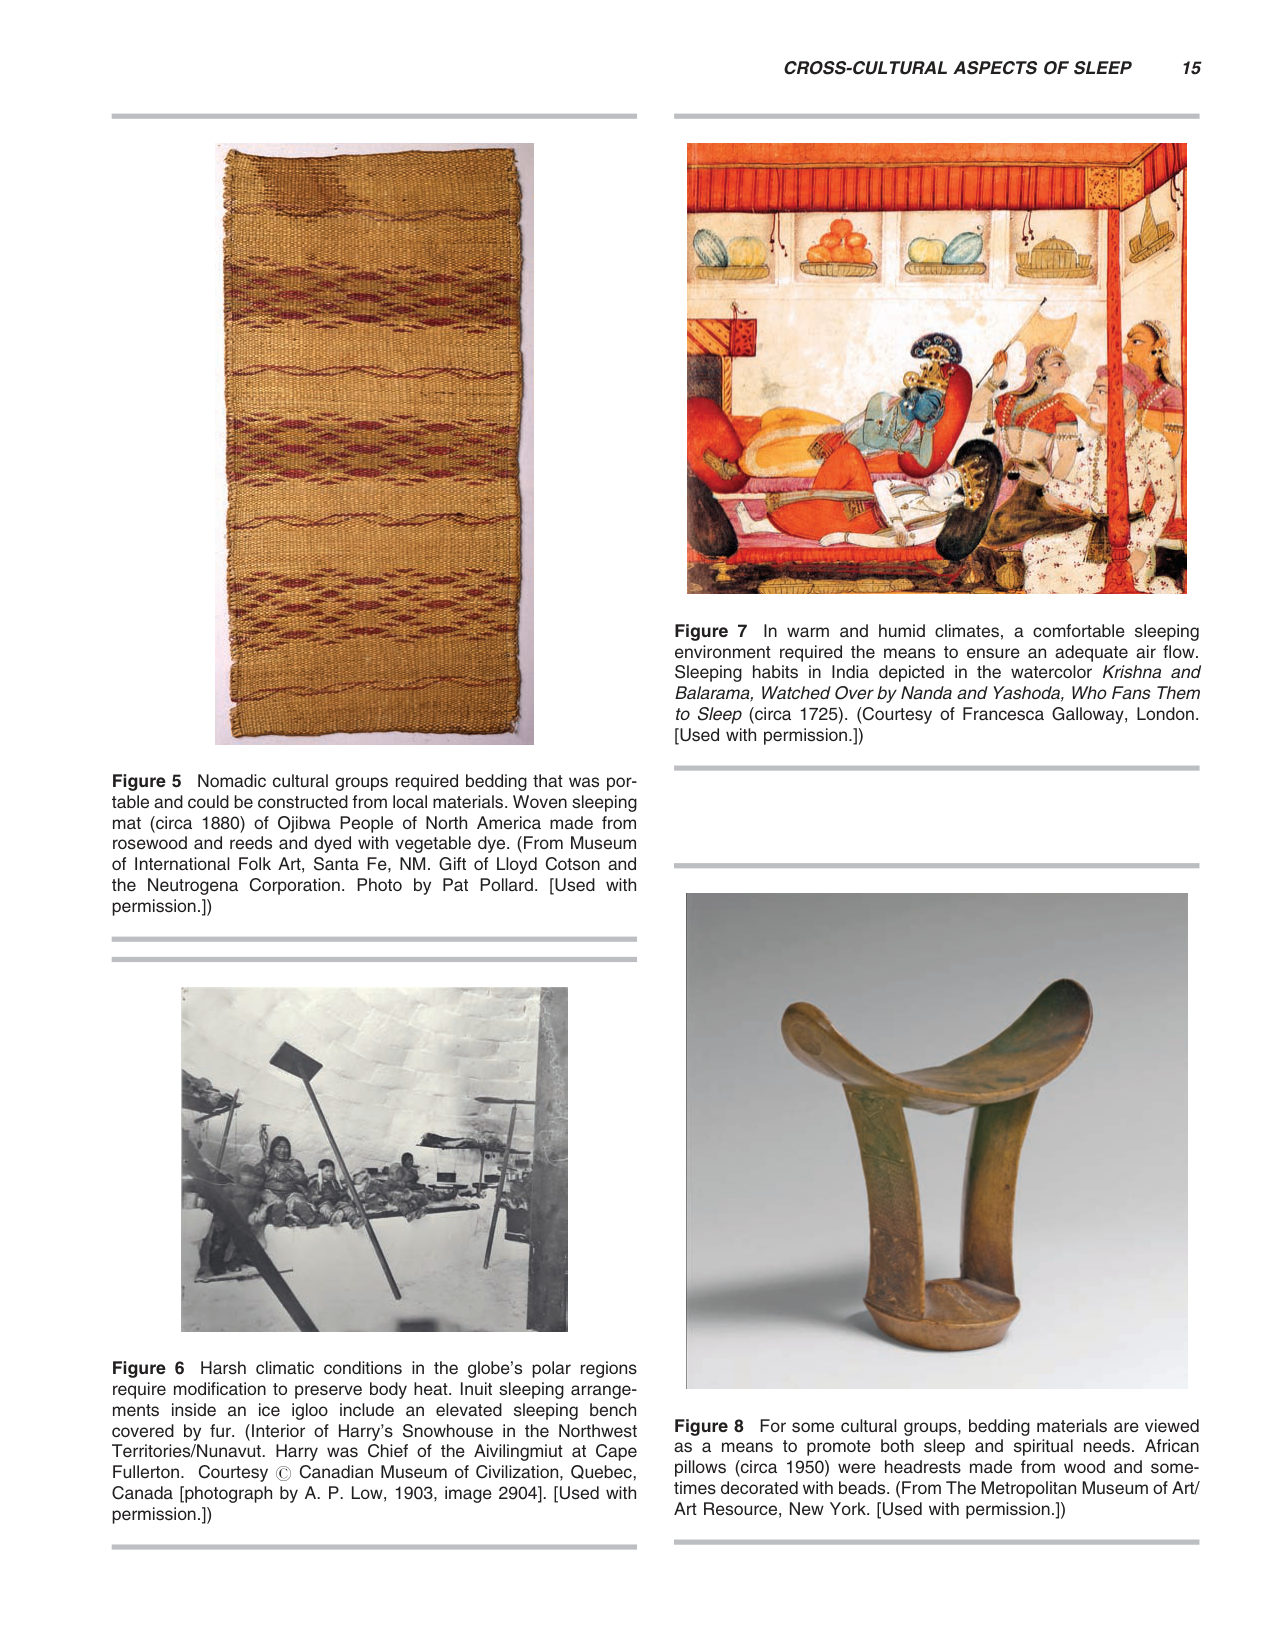 CROSS-CULTURAL ASPECTS OF SLEEP 15
Figure 5 Nomadic cultural groups required bedding that was por-
table and could be constructed from local materials. Woven sleeping
mat (circa 1880) of Ojibwa People of North America made from
rosewood and reeds and dyed with vegetable dye. (From Museum
of International Folk Art, Santa Fe, NM. Gift of Lloyd Cotson and
the Neutrogena Corporation. Photo by Pat Pollard. [Used with
permission.])
Figure 6 Harsh climatic conditions in the globe's polar regions
require modification to preserve body heat. Inuit sleeping arrange-
ments inside an ice igloo include an elevated sleeping bench
covered by fur. (Interior of Harry's Snowhouse in the Northwest
Territories/Nunavut. Harry was Chief of the Aivilingmiut at Cape
Fullerton. Courtesy © Canadian Museum of Civilization, Quebec,
Canada [photograph by A. P. Low, 1903, image 2904]. [Used with
permission.])
Figure 7 In warm and humid climates, a comfortable sleeping
environment required the means to ensure an adequate air flow.
Sleeping habits in India depicted in the watercolor Krishna and
Balarama, Watched Over by Nanda and Yashoda, Who Fans Them
to Sleep (circa 1725). (Courtesy of Francesca Galloway, London.
[Used with permission.])
Figure 8 For some cultural groups, bedding materials are viewed
as a means to promote both sleep and spiritual needs. African
pillows (circa 1950) were headrests made from wood and some-
times decorated with beads. (From The Metropolitan Museum of Art/
Art Resource, New York. [Used with permission.])